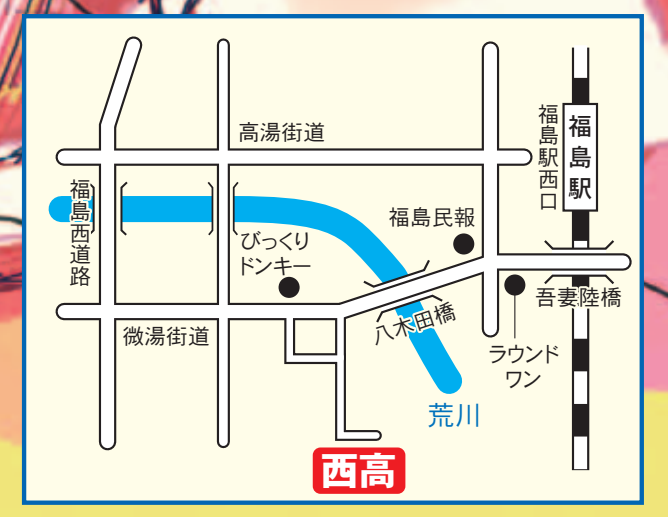 高湯街道
福島駅西口
福島駅
福島西道路
福島民報
びっくり
ドンキー
吾妻陸橋
微湯街道
八木田橋
ラウンド
ワン
荒川
西高